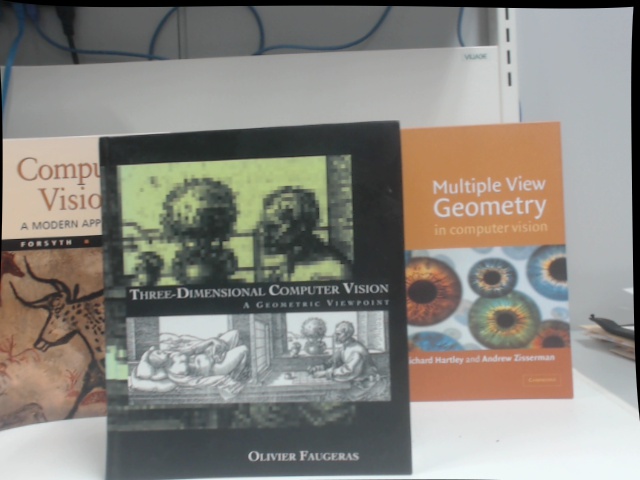 Compu
Visio
A MODERN APP
FORSYTH
THREE-DIMENSIONAL COMPUTER VISION
A GEOMETRIC VIEWPOINT
OLIVIER FAUGERAS
Multiple View
Geometry
in computer vision
ichard Hartley and Andrew Zisserman